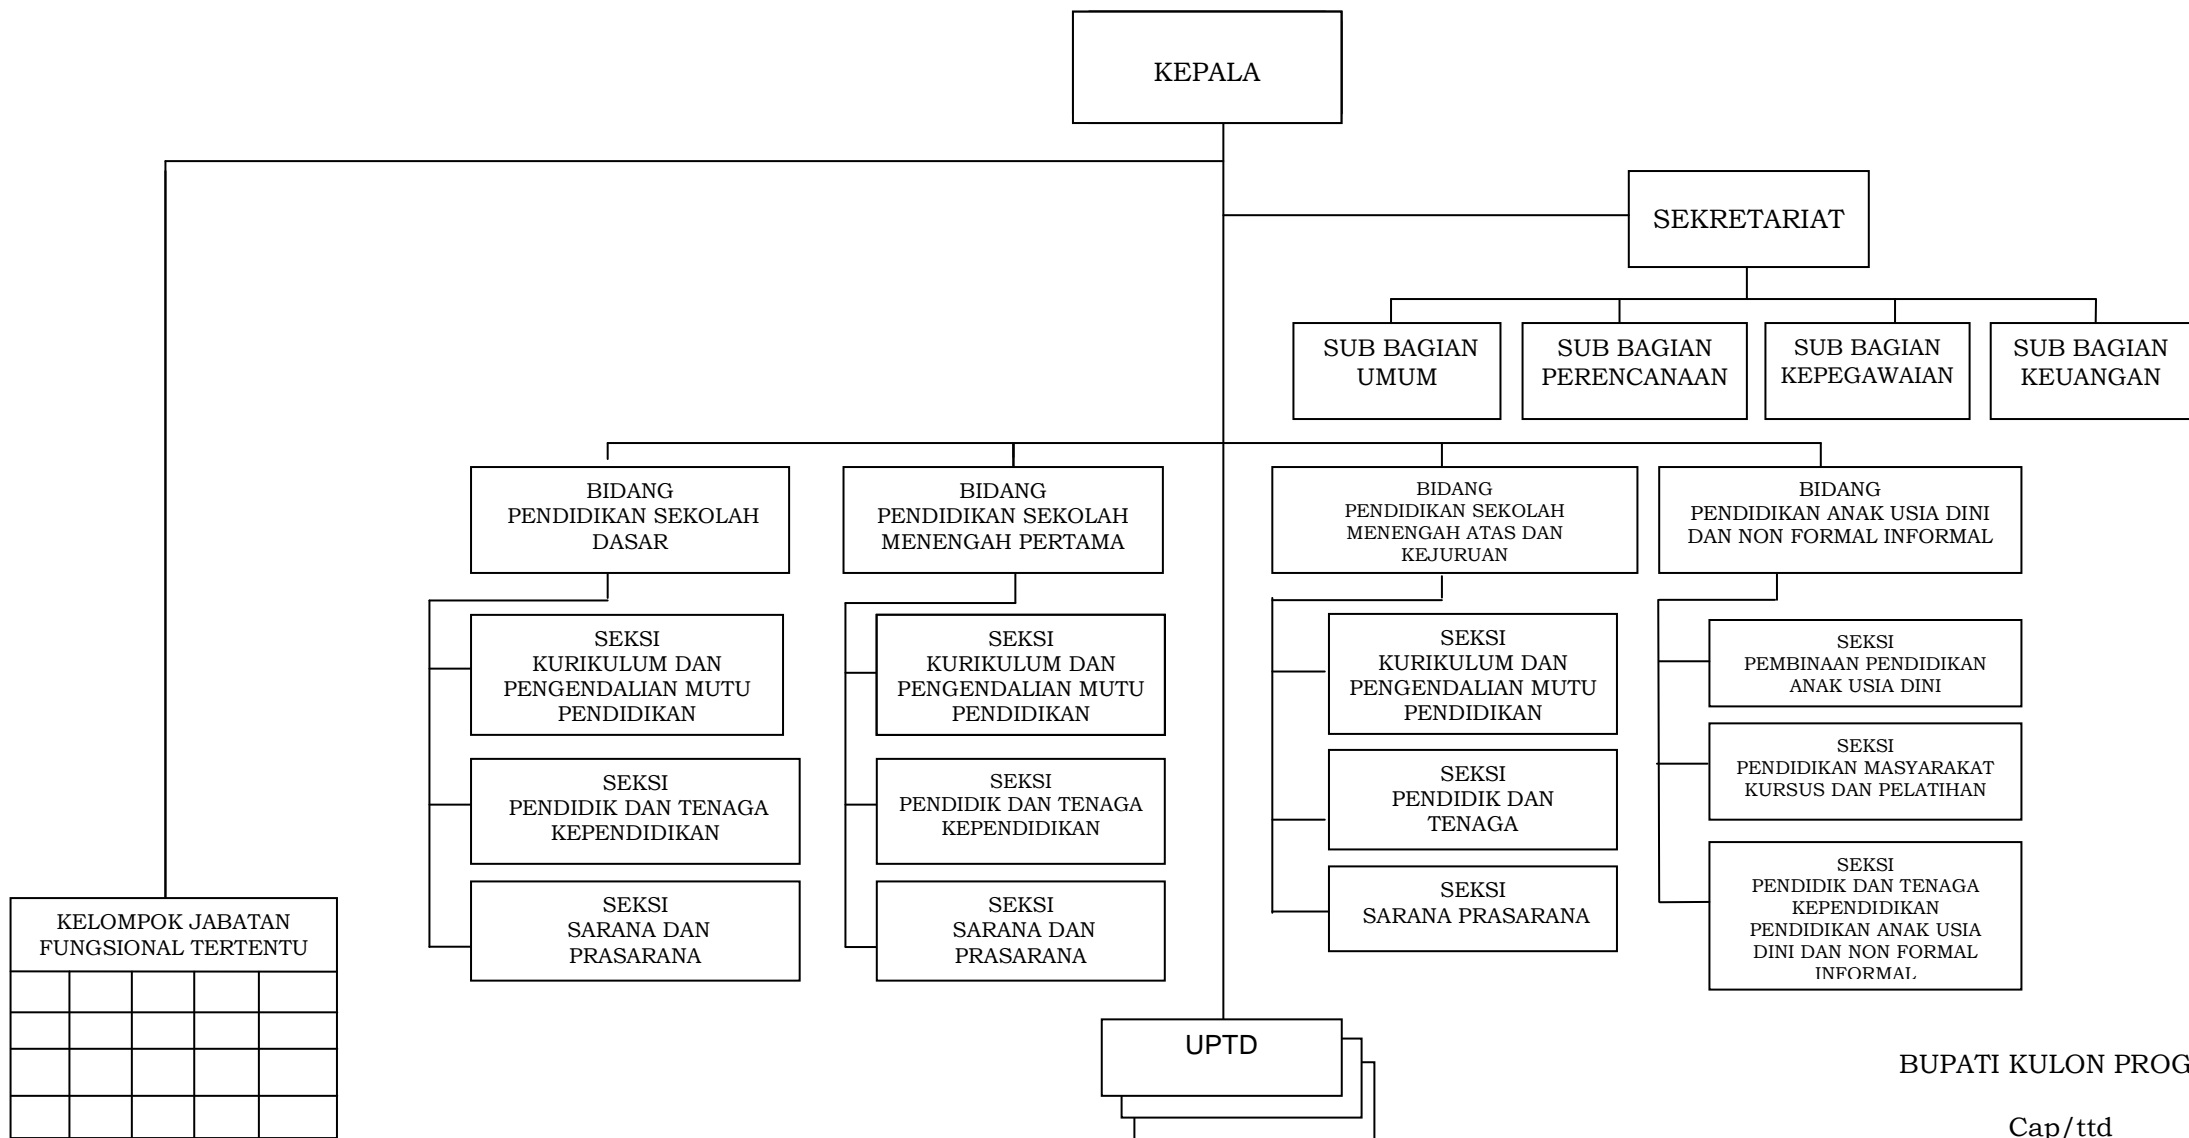 KEPALA
SEKRETARIAT
SUB BAGIAN
UMUM
SUB BAGIAN
PERENCANAAN
SUB BAGIAN
KEPEGAWAIAN
SUB BAGIAN
KEUANGAN
BIDANG
PENDIDIKAN SEKOLAH
DASAR
BIDANG
PENDIDIKAN SEKOLAH
MENENGAH PERTAMA
BIDANG
PENDIDIKAN SEKOLAH
MENENGAH ATAS DAN
KEJURUAN
BIDANG
PENDIDIKAN ANAK USIA DINI
DAN NON FORMAL INFORMAL
SEKSI
KURIKULUM DAN
PENGENDALIAN MUTU
PENDIDIKAN
SEKSI
PENDIDIK DAN TENAGA
KEPENDIDIKAN
SEKSI
SARANA DAN
PRASARANA
SEKSI
KURIKULUM DAN
PENGENDALIAN MUTU
PENDIDIKAN
SEKSI
PENDIDIK DAN TENAGA
KEPENDIDIKAN
SEKSI
SARANA DAN
PRASARANA
SEKSI
KURIKULUM DAN
PENGENDALIAN MUTU
PENDIDIKAN
SEKSI
PENDIDIK DAN
TENAGA
SEKSI
SARANA PRASARANA
SEKSI
PEMBINAAN PENDIDIKAN
ANAK USIA DINI
SEKSI
PENDIDIKAN MASYARAKAT
KURSUS DAN PELATIHAN
SEKSI
PENDIDIK DAN TENAGA
KEPENDIDIKAN
PENDIDIKAN ANAK USIA
DINI DAN NON FORMAL
INFORMAL
KELOMPOK JABATAN
FUNGSIONAL TERTENTU
UPTD
BUPATI KULON PROG
Cap/ttd